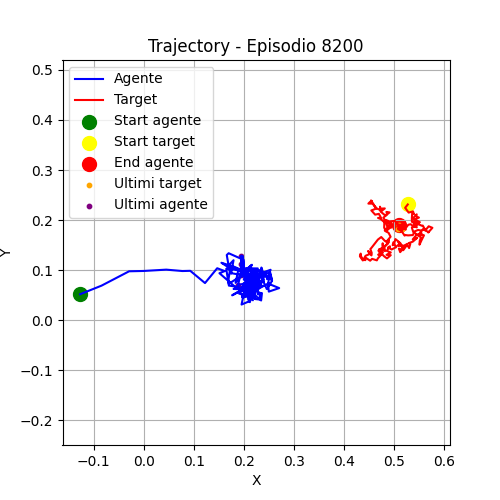 Trajectory - Episodio 8200
Agente
Target
Start agente
Start target
End agente
Ultimi target
Ultimi agente
0.5
0.4
0.3
0.2
0.1
0.0
−0.1
−0.2
Y
−0.1
0.0
0.1
0.2
0.3
0.4
0.5
0.6
X